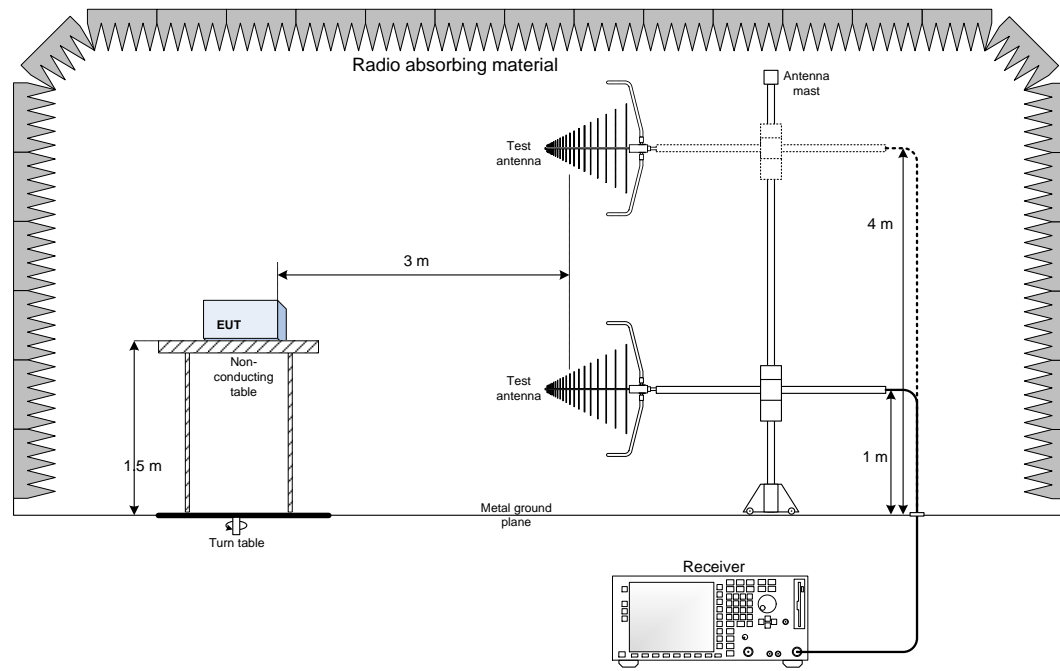 Radio absorbing material
Antenna
mast
Test
antenna
4 m
3 m
EUT
Non-
conducting
table
Test
antenna
1.5 m
1 m
Metal ground
plane
Turn table
Receiver